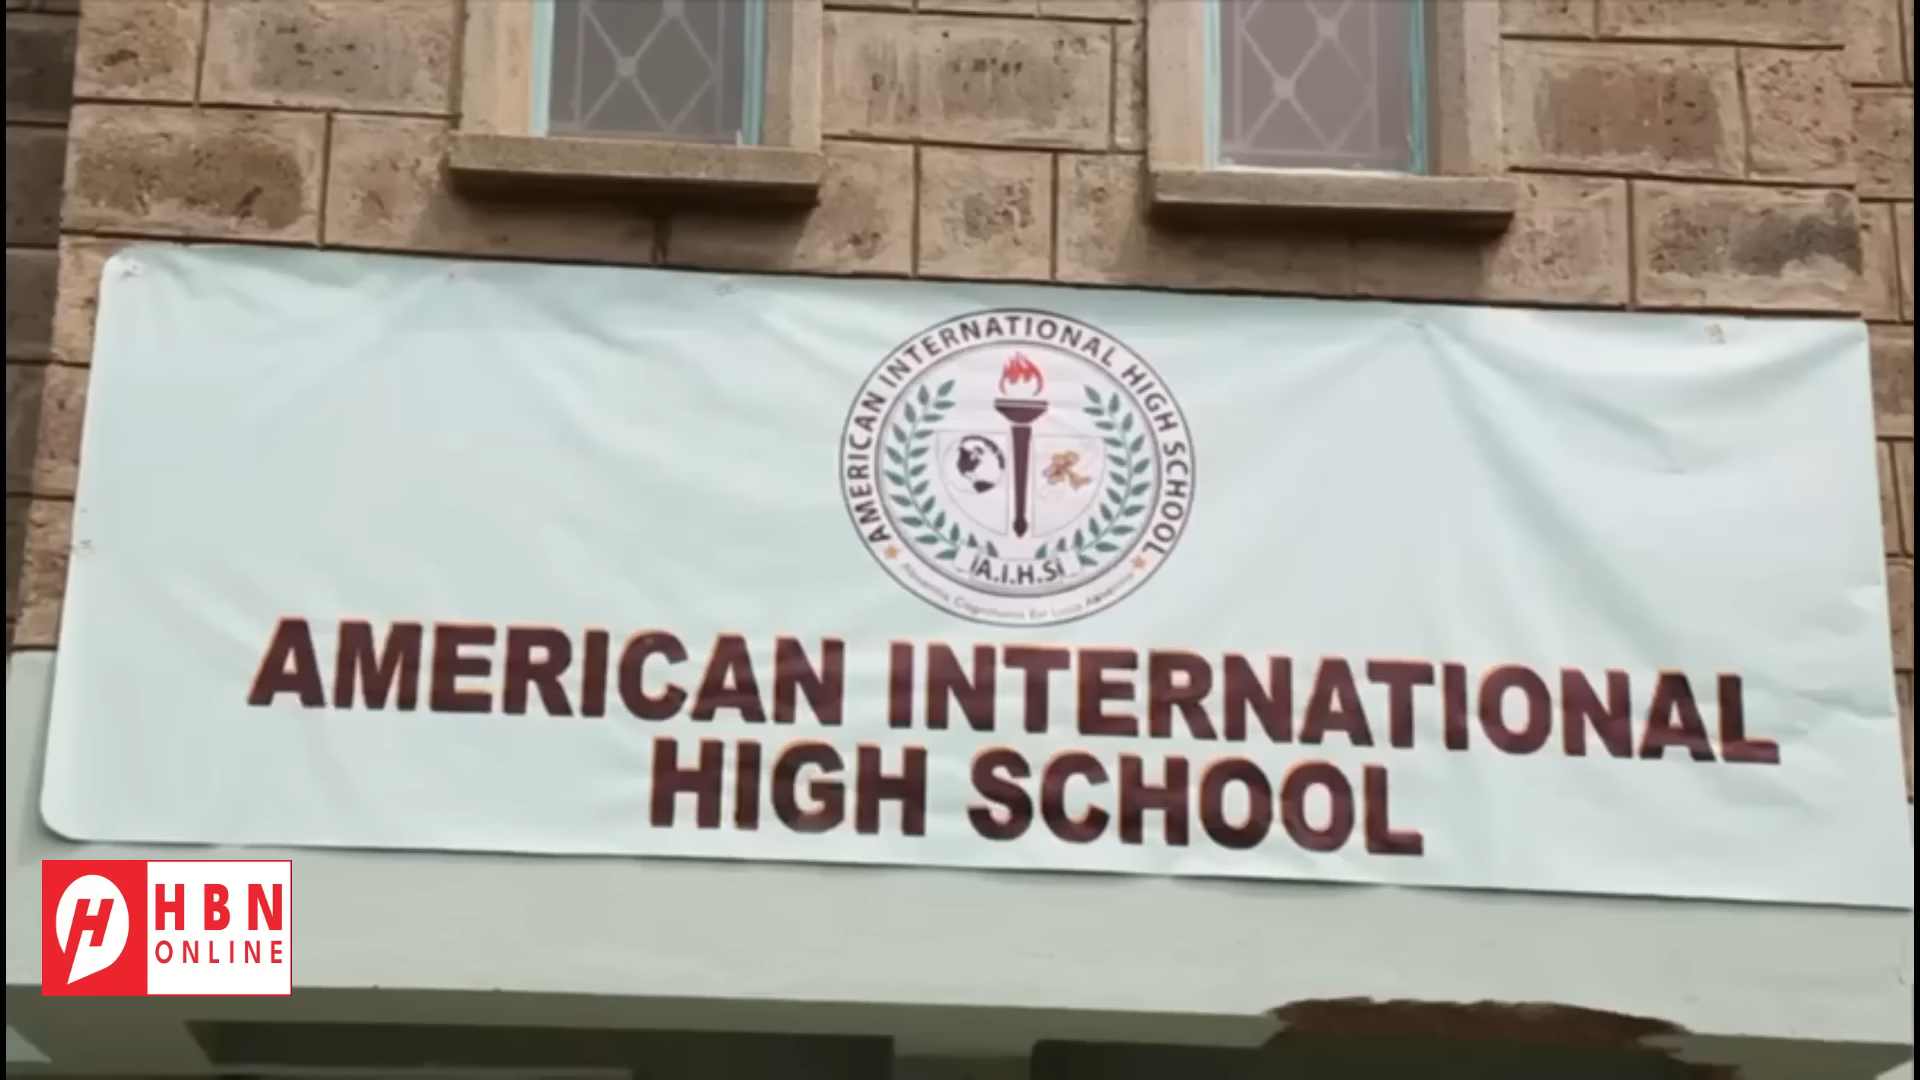 AMERICAN INTERNATIONAL HIGH SCHOOL
A.I.H.S
AMERICAN INTERNATIONAL
HIGH SCHOOL
H
HBN
ONLINE